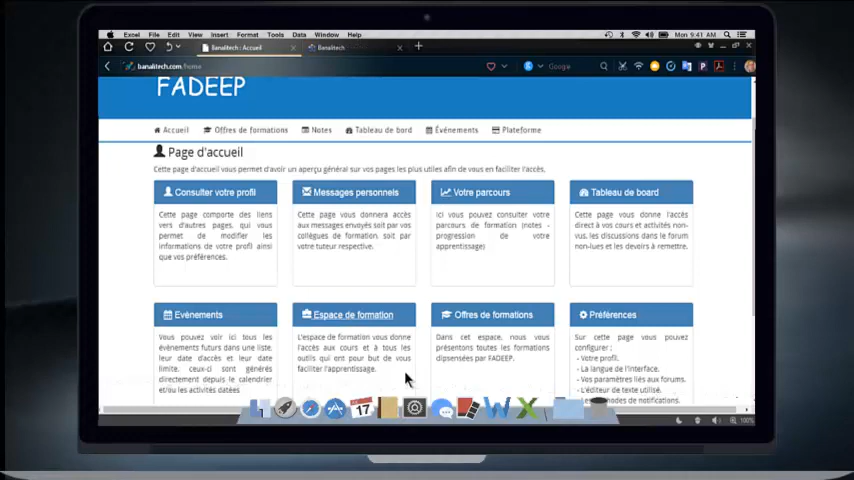 Excel File Edit View Insert Format Tools Data Window Help Mon 9:41 AM
Banalitech : Accueil Banalitech
banalitech.com/home Google
FADEEP
Accueil Offres de formations Notes Tableau de bord Événements Plateforme
Page d'accueil
Cette page d'accueil vous permet d'avoir un aperçu général sur vos pages les plus utiles afin de vous en faciliter l'accès.
Consulter votre profil
Cette page comporte des liens
vers d'autres pages, qui vous
permet de modifier les
informations de votre profil ainsi
que vos préférences.
Messages personnels
Cette page vous donnera accès
aux messages envoyés soit par vos
collègues de formation, soit par
votre tuteur respective.
Votre parcours
Ici vous pouvez consulter votre
parcours de formation (notes -
progression de votre
apprentissage)
Tableau de board
Cette page vous donne l'accès
direct à vos cours et activités non-
vus, les discussions dans le forum
non-lues et les devoirs à remettre.
Evènements
Vous pouvez voir ici tous les
évènements futurs dans une liste,
leur date d'accès et leur date
limite, ceux-ci sont générés
directement depuis le calendrier
et/ou les activités datées
Espace de formation
L'espace de formation vous donne
l'accès aux cours et à tous les
outils qui ont pour but de vous
faciliter l'apprentissage.
Offres de formations
Dans cet espace, nous vous
présentons toutes les formations
dispensées par FADEEP.
Préférences
Sur cette page vous pouvez
configurer :
- Votre profil.
- La langue de l'interface.
- Vos paramètres liés aux forums.
- L'éditeur de texte utilisé.
de notifications.
17
100%